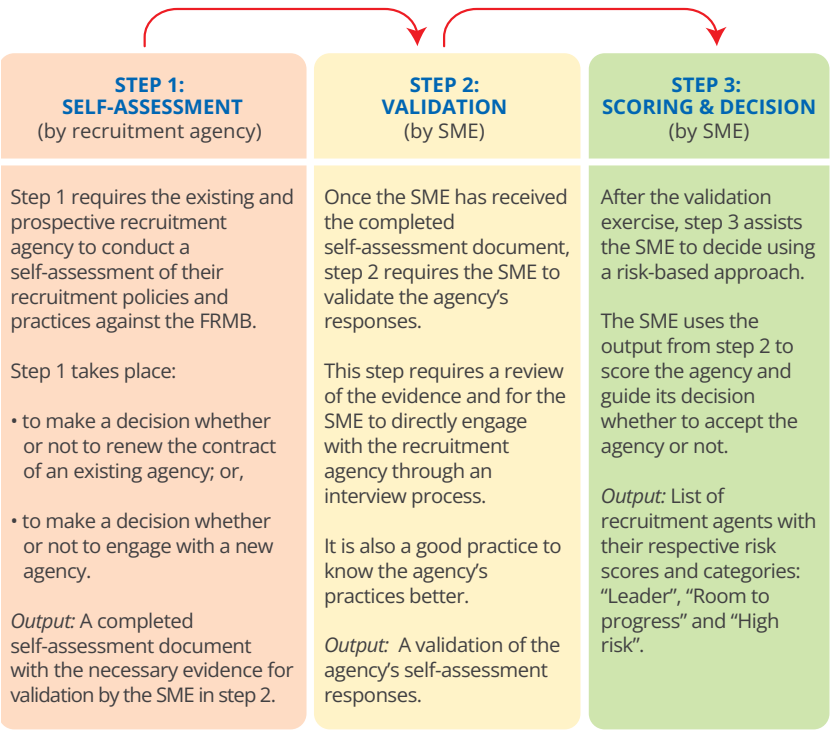 STEP 1:
SELF-ASSESSMENT
(by recruitment agency)
Step 1 requires the existing and
prospective recruitment
agency to conduct a
self-assessment of their
recruitment policies and
practices against the FRMB.
Step 1 takes place:
• to make a decision whether
or not to renew the contract
of an existing agency; or,
• to make a decision whether
or not to engage with a new
agency.
Output: A completed
self-assessment document
with the necessary evidence for
validation by the SME in step 2.
STEP 2:
VALIDATION
(by SME)
Once the SME has received
the completed
self-assessment document,
step 2 requires the SME to
validate the agency’s
responses.
This step requires a review
of the evidence and for the
SME to directly engage
with the recruitment
agency through an
interview process.
It is also a good practice to
know the agency’s
practices better.
Output: A validation of the
agency’s self-assessment
responses.
STEP 3:
SCORING & DECISION
(by SME)
After the validation
exercise, step 3 assists
the SME to decide using
a risk-based approach.
The SME uses the
output from step 2 to
score the agency and
guide its decision
whether to accept the
agency or not.
Output: List of
recruitment agents with
their respective risk
scores and categories:
“Leader”, “Room to
progress” and “High
risk”.